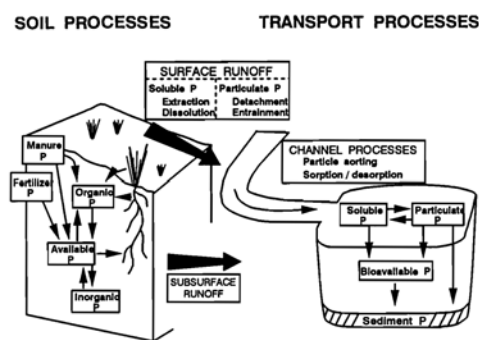 SOIL PROCESSES
TRANSPORT PROCESSES
SURFACE RUNOFF
Soluble P
Extraction
Dissolution
Particulate P
Detachment
Entrainment
Manure
P
Fertilizer
P
Organic
P
Available
P
Inorganic
P
SUBSURFACE
RUNOFF
CHANNEL PROCESSES
Particle sorting
Sorption / desorption
Soluble
P
Particulate
P
Bioavailable P
Sediment P